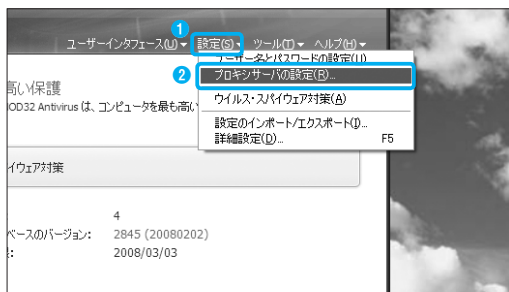 1
ユーザーインタフェース(U) 設定(S) ツール(T) ヘルプ(H)
ユーザー名とパスワードの設定(U)
2 プロキシサーバの設定(R)...
高い保護
OD32 Antivirus は、コンピュータを最も高い
ウイルス・スパイウェア対策(A)
設定のインポート/エクスポート(I)...
詳細設定(D)... F5
イウェア対策
4
ベースのバージョン: 2845 (20080202)
: 2008/03/03